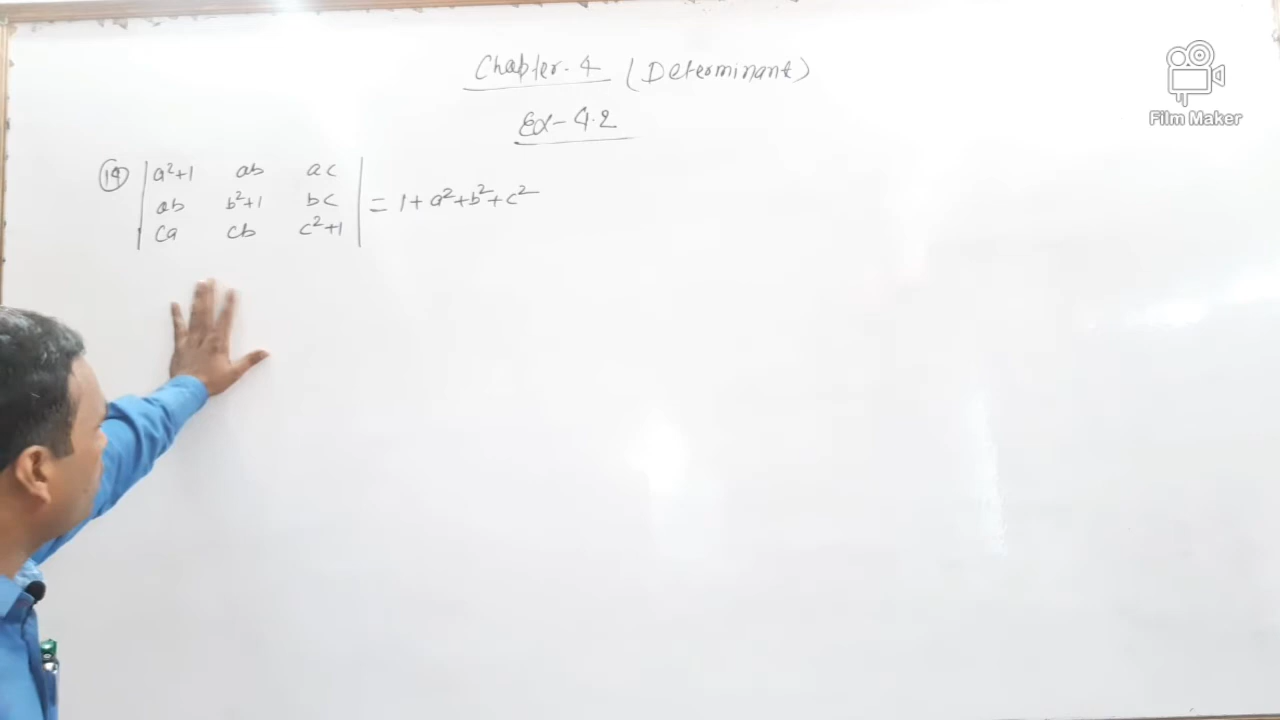 Chapter-4 (Determinant)
Ex-4.2
Film Maker
(14) | a²+1 ab ac |
| ab b²+1 bc | = 1+a²+b²+c²
| ca cb c²+1 |